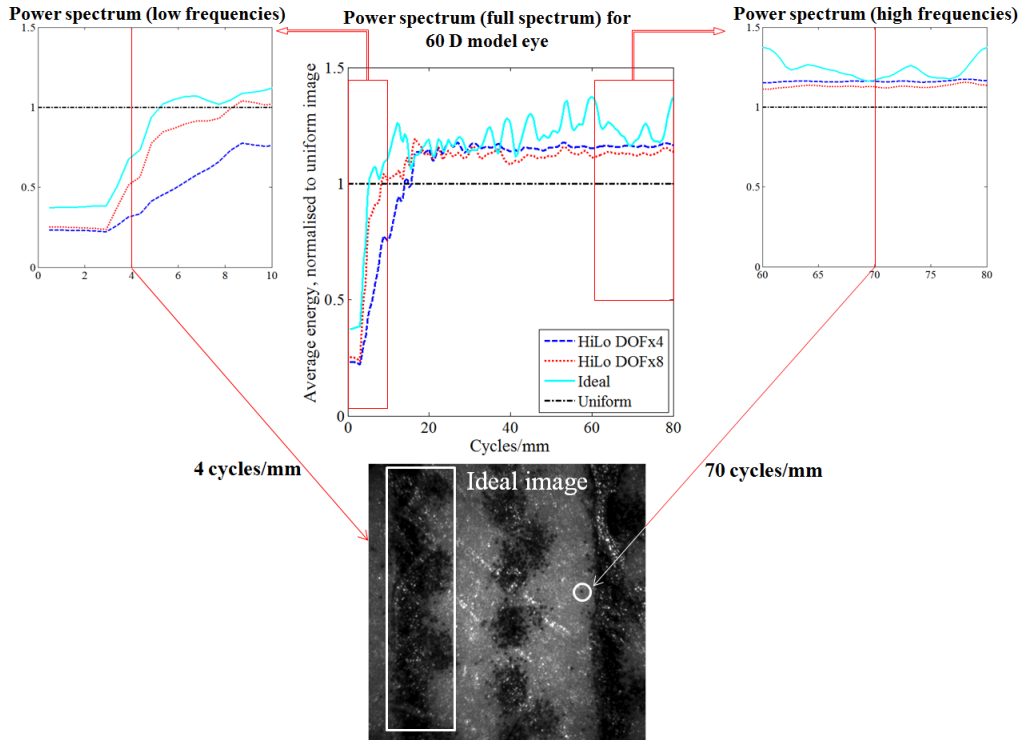 Power spectrum (low frequencies)
Power spectrum (full spectrum) for
60 D model eye
Power spectrum (high frequencies)
1.5
1
0.5
0
0
2
4
6
8
10
Average energy, normalised to uniform image
1.5
1
0.5
0
0
20
40
60
80
Cycles/mm
HiLo DOFx4
HiLo DOFx8
Ideal
Uniform
1.5
1
0.5
0
60
65
70
75
80
4 cycles/mm
70 cycles/mm
Ideal image